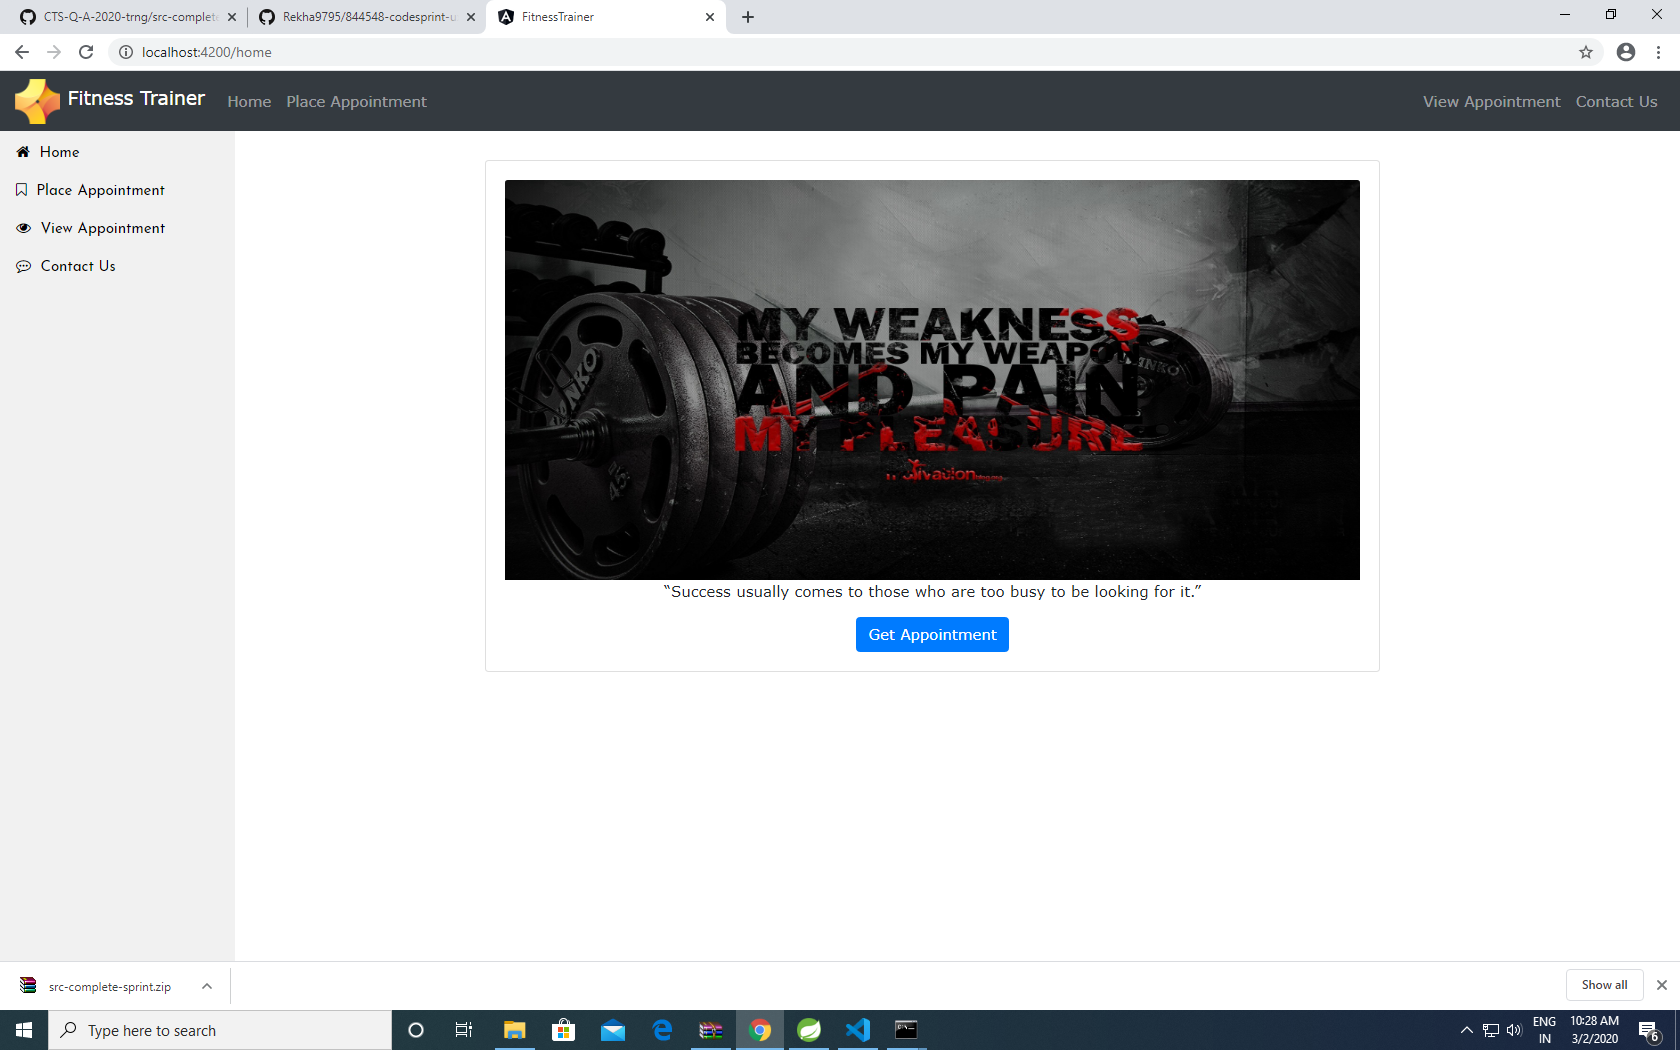 CTS-Q-A-2020-trng/src-complete
Rekha9795/844548-codesprint-u
FitnessTrainer
localhost:4200/home
Fitness Trainer
Home
Place Appointment
View Appointment
Contact Us
Home
Place Appointment
View Appointment
Contact Us
MY WEAKNESS
BECOMES MY WEAPON
AND PAIN
MY PLEASURE
“Success usually comes to those who are too busy to be looking for it.”
Get Appointment
src-complete-sprint.zip
Show all
Type here to search
ENG
IN
10:28 AM
3/2/2020
6